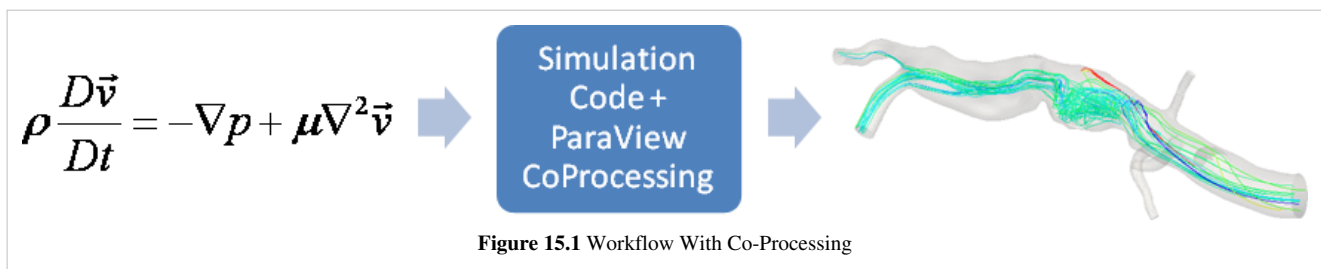 ρ Dv⃗/Dt = −∇p + μ∇²v⃗
Simulation
Code +
ParaView
CoProcessing
Figure 15.1 Workflow With Co-Processing